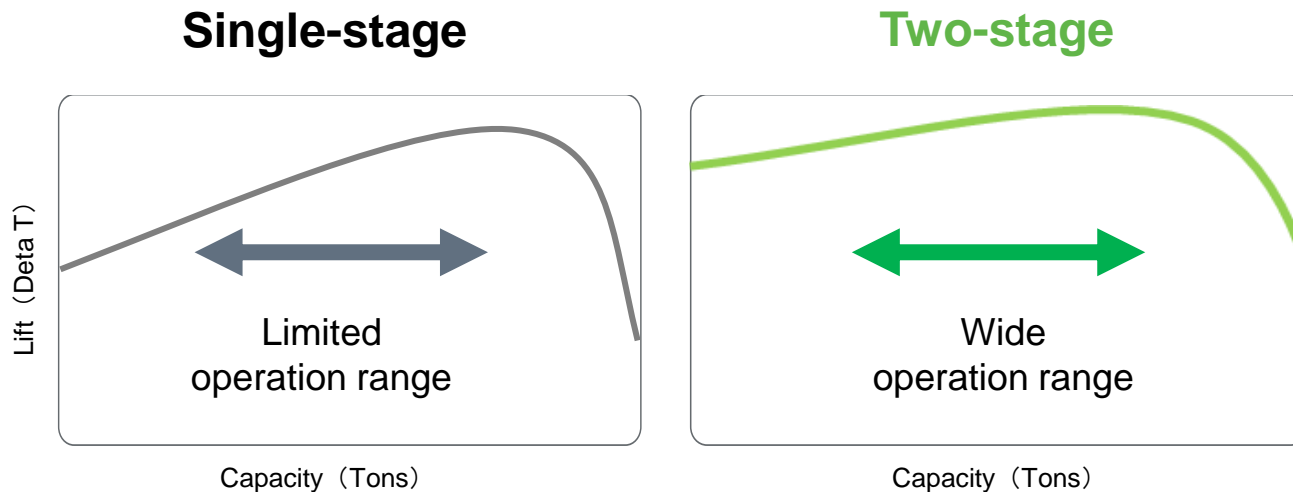 Single-stage
Two-stage
Lift（Deta T）
Limited
operation range
Wide
operation range
Capacity（Tons）
Capacity（Tons）